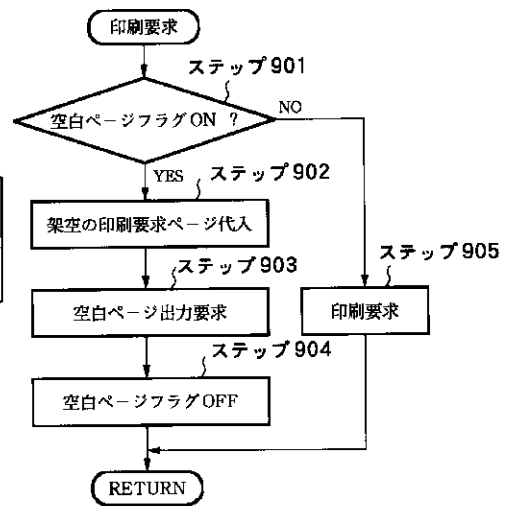 印刷要求
ステップ901
空白ページフラグON ?
NO
YES
ステップ902
架空の印刷要求ページ代入
ステップ903
ステップ905
空白ページ出力要求
印刷要求
ステップ904
空白ページフラグOFF
RETURN